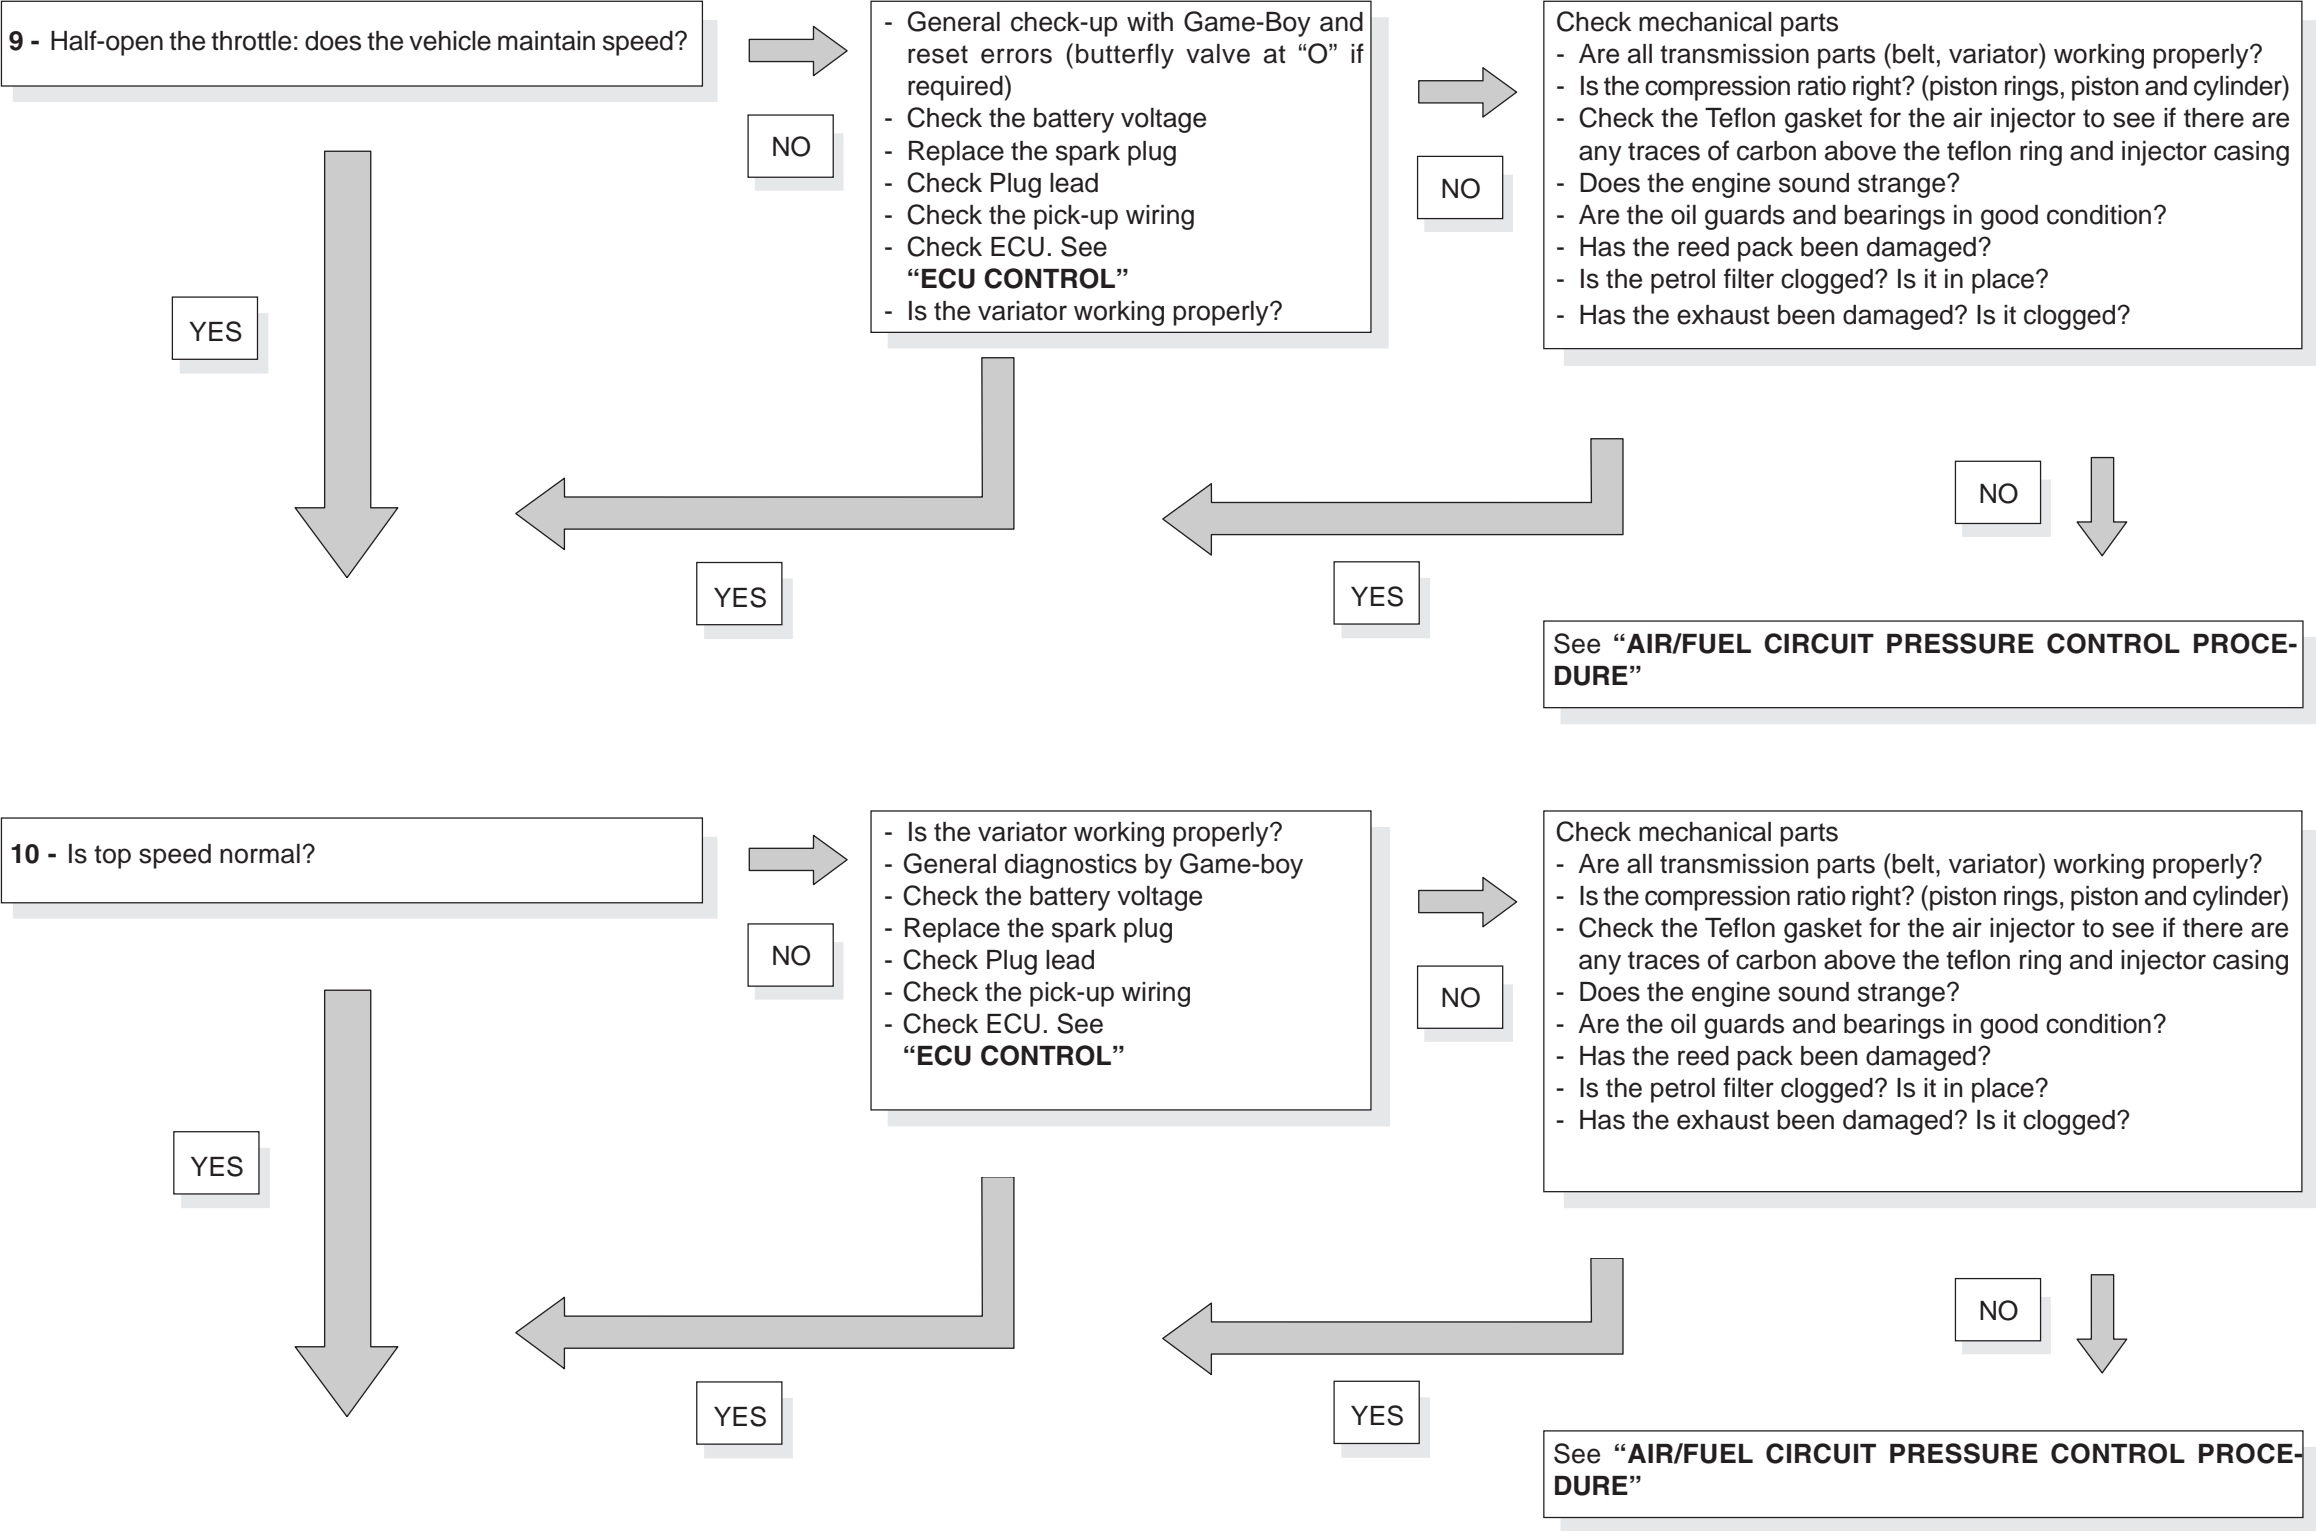 9 - Half-open the throttle: does the vehicle maintain speed?
NO
- General check-up with Game-Boy and
reset errors (butterfly valve at “O” if
required)
- Check the battery voltage
- Replace the spark plug
- Check Plug lead
- Check the pick-up wiring
- Check ECU. See
“ECU CONTROL”
- Is the variator working properly?
NO
Check mechanical parts
- Are all transmission parts (belt, variator) working properly?
- Is the compression ratio right? (piston rings, piston and cylinder)
- Check the Teflon gasket for the air injector to see if there are
any traces of carbon above the teflon ring and injector casing
- Does the engine sound strange?
- Are the oil guards and bearings in good condition?
- Has the reed pack been damaged?
- Is the petrol filter clogged? Is it in place?
- Has the exhaust been damaged? Is it clogged?
YES
YES
YES
NO
See “AIR/FUEL CIRCUIT PRESSURE CONTROL PROCE-
DURE”
10 - Is top speed normal?
NO
- Is the variator working properly?
- General diagnostics by Game-boy
- Check the battery voltage
- Replace the spark plug
- Check Plug lead
- Check the pick-up wiring
- Check ECU. See
“ECU CONTROL”
NO
Check mechanical parts
- Are all transmission parts (belt, variator) working properly?
- Is the compression ratio right? (piston rings, piston and cylinder)
- Check the Teflon gasket for the air injector to see if there are
any traces of carbon above the teflon ring and injector casing
- Does the engine sound strange?
- Are the oil guards and bearings in good condition?
- Has the reed pack been damaged?
- Is the petrol filter clogged? Is it in place?
- Has the exhaust been damaged? Is it clogged?
YES
YES
YES
NO
See “AIR/FUEL CIRCUIT PRESSURE CONTROL PROCE-
DURE”